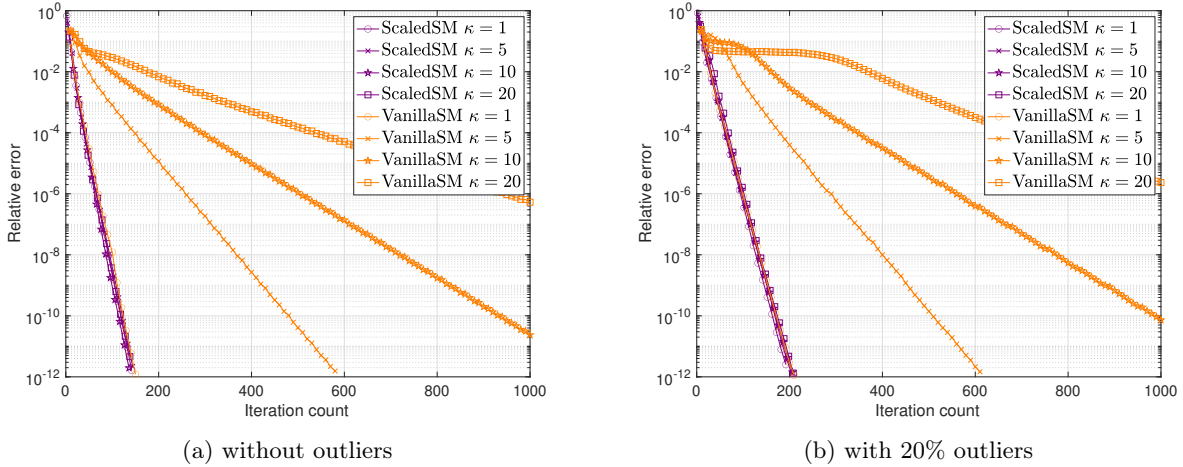 10^0
10^-2
10^-4
10^-6
10^-8
10^-10
10^-12
Relative error
0 200 400 600 800 1000
Iteration count
ScaledSM κ = 1
ScaledSM κ = 5
ScaledSM κ = 10
ScaledSM κ = 20
VanillaSM κ = 1
VanillaSM κ = 5
VanillaSM κ = 10
VanillaSM κ = 20
(a) without outliers
10^0
10^-2
10^-4
10^-6
10^-8
10^-10
10^-12
Relative error
0 200 400 600 800 1000
Iteration count
ScaledSM κ = 1
ScaledSM κ = 5
ScaledSM κ = 10
ScaledSM κ = 20
VanillaSM κ = 1
VanillaSM κ = 5
VanillaSM κ = 10
VanillaSM κ = 20
(b) with 20% outliers